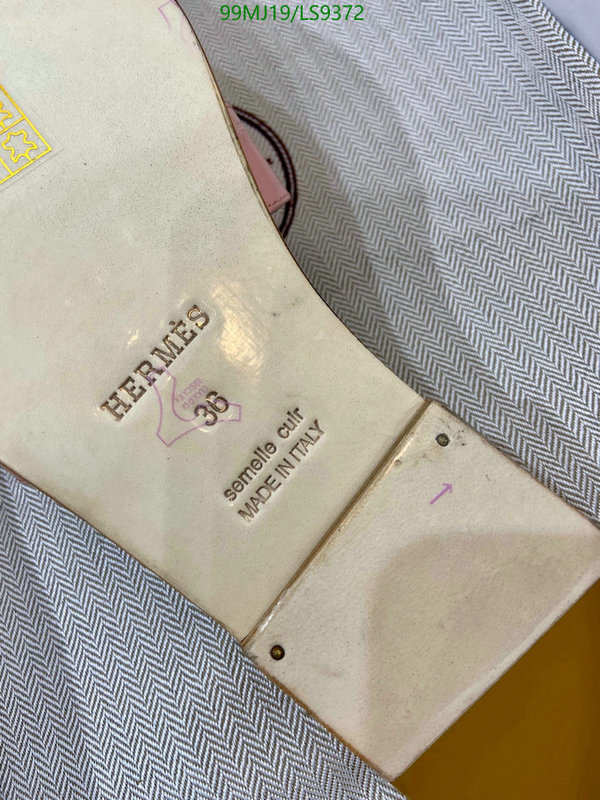 99MJ19/LS9372
HERMÈS
36
semelle cuir
MADE IN ITALY